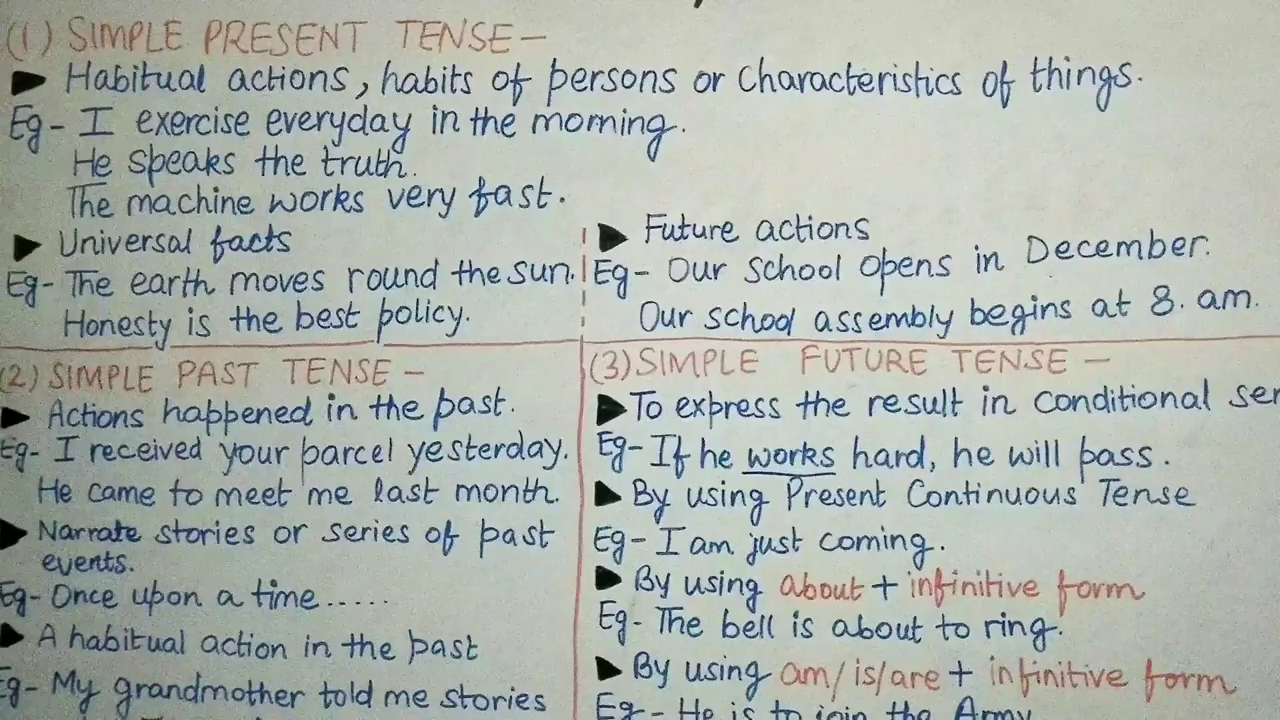 (1) SIMPLE PRESENT TENSE —
▶ Habitual actions, habits of persons or characteristics of things.
Eg - I exercise everyday in the morning.
He speaks the truth.
The machine works very fast.
▶ Universal facts
Eg - The earth moves round the sun.
Honesty is the best policy.
▶ Future actions
Eg - Our school opens in December.
Our school assembly begins at 8. am.
(2) SIMPLE PAST TENSE —
▶ Actions happened in the past.
Eg - I received your parcel yesterday.
He came to meet me last month.
▶ Narrate stories or series of past
events.
Eg - Once upon a time......
▶ A habitual action in the past
Eg - My grandmother told me stories
(3) SIMPLE FUTURE TENSE —
▶ To express the result in conditional
Eg - If he works hard, he will pass.
▶ By using Present Continuous Tense
Eg - I am just coming.
▶ By using about + infinitive form
Eg - The bell is about to ring.
▶ By using am/is/are + infinitive form
Eg - He is to join the Army